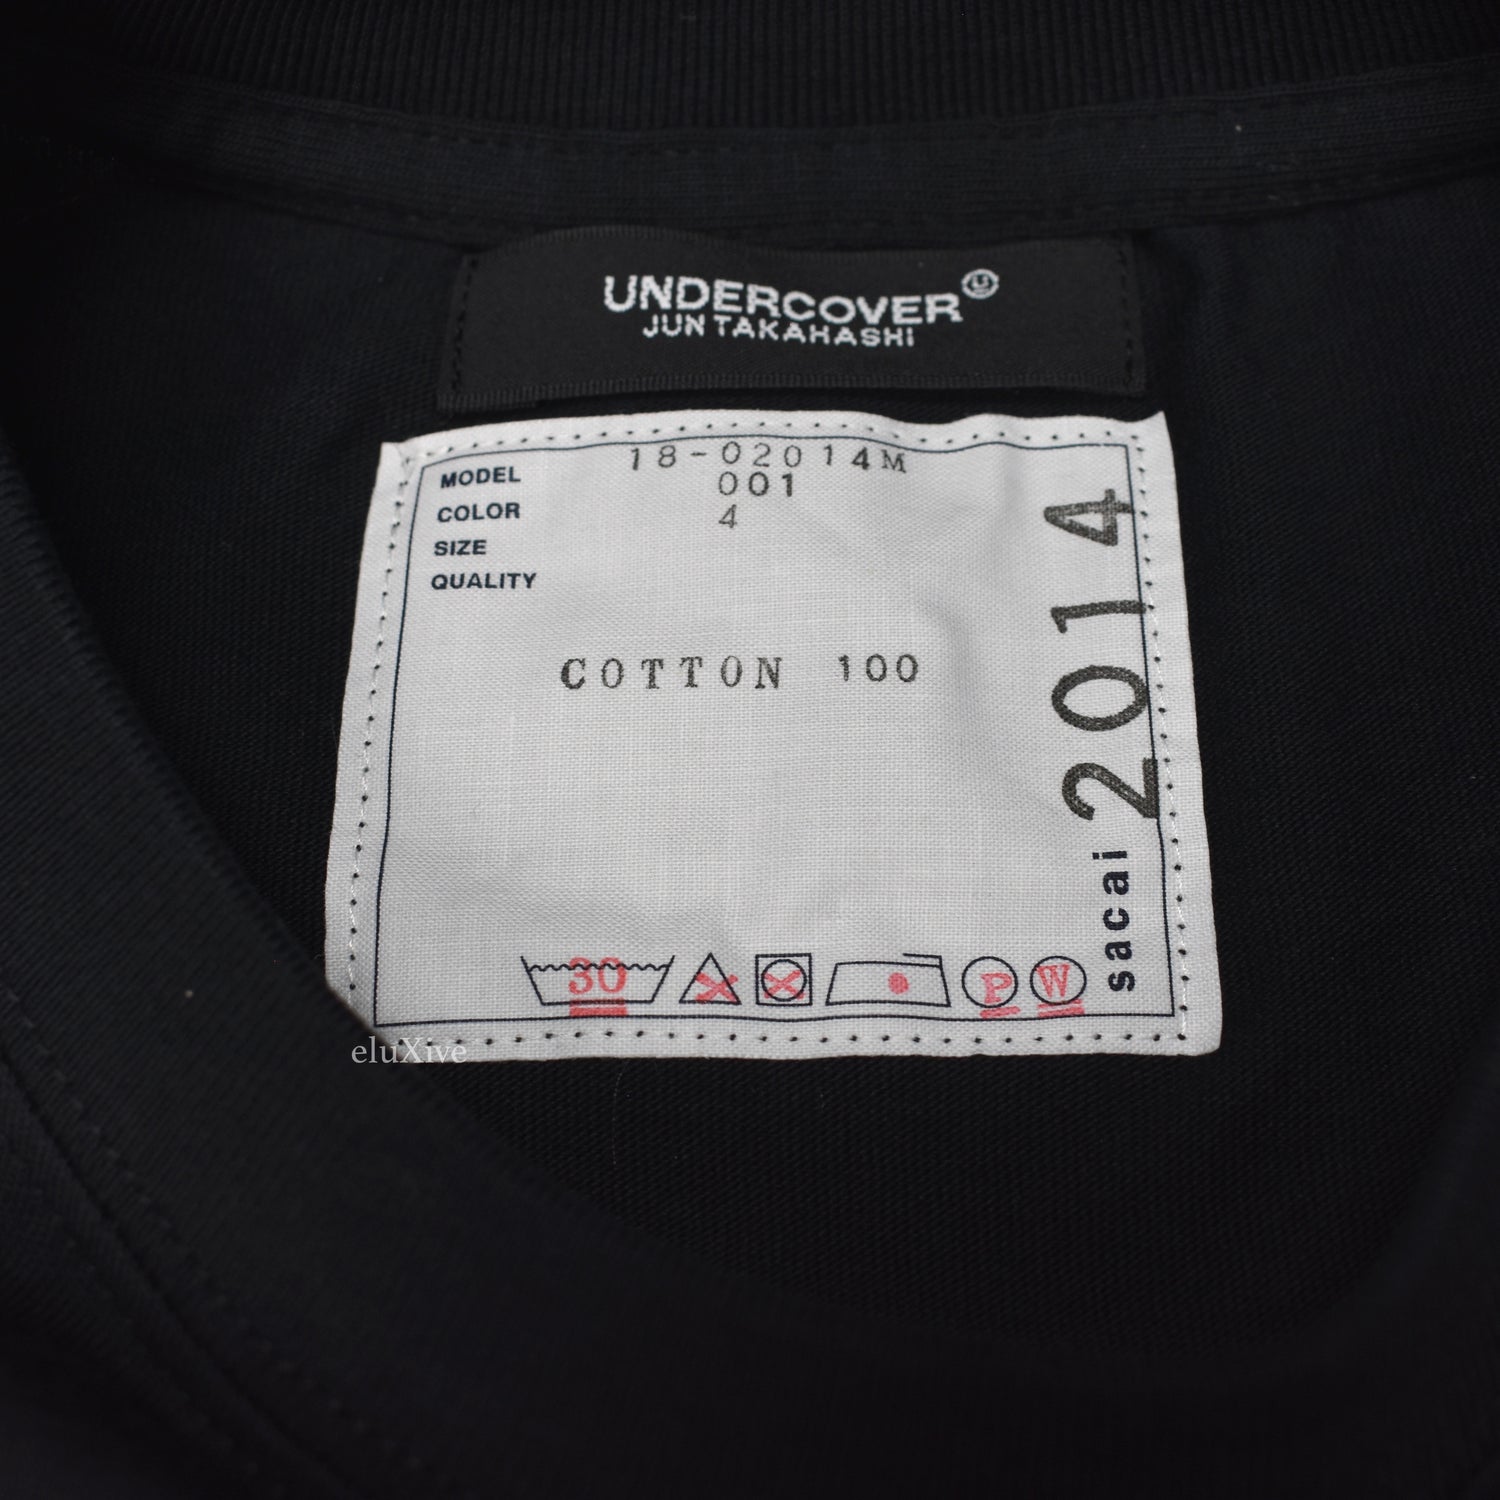 UNDERCOVER
JUN TAKAHASHI
MODEL 18-02014M
COLOR 001
SIZE 4
QUALITY
COTTON 100
30
P W
sacai 2014
eluXive